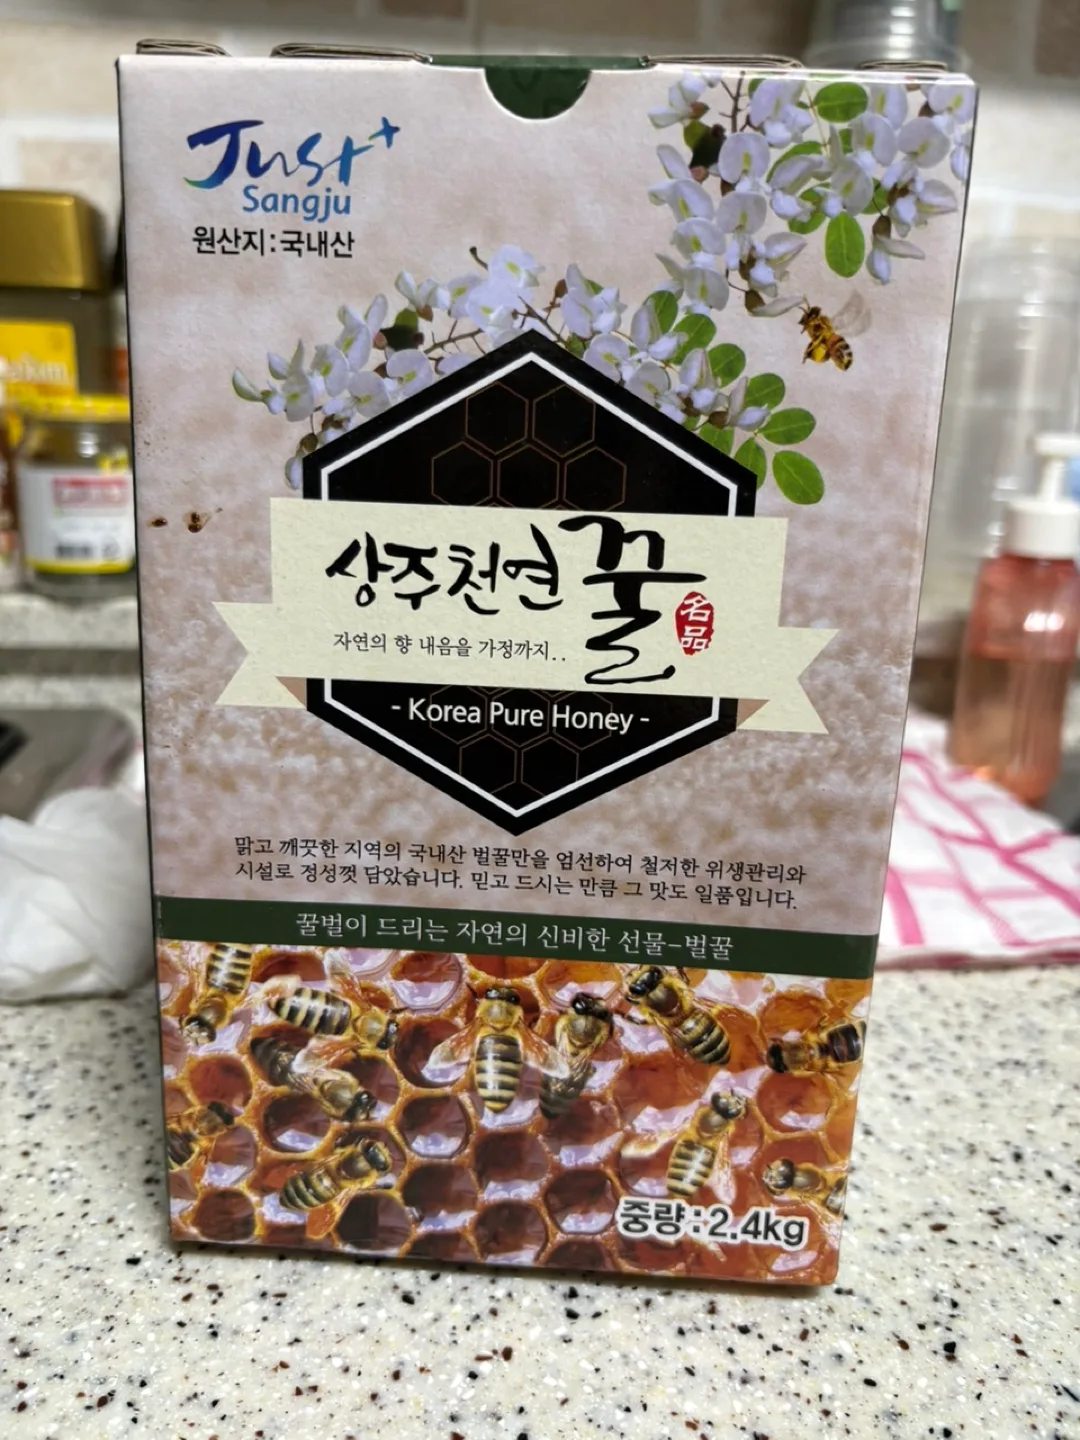 Just+
Sangju
원산지:국내산
상주천연꿀
名品
자연의 향 내음을 가정까지..
- Korea Pure Honey -
맑고 깨끗한 지역의 국내산 벌꿀만을 엄선하여 철저한 위생관리와
시설로 정성껏 담았습니다. 믿고 드시는 만큼 그 맛도 일품입니다.
꿀벌이 드리는 자연의 신비한 선물-벌꿀
중량:2.4kg